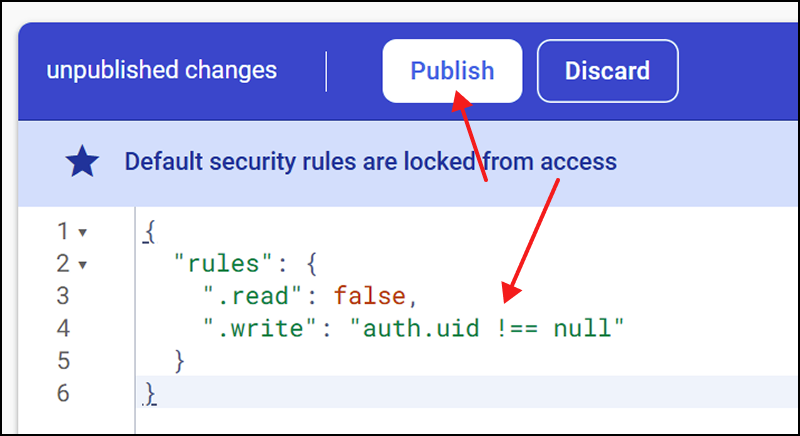 unpublished changes Publish Discard
Default security rules are locked from access
1 {
2 "rules": {
3 ".read": false,
4 ".write": "auth.uid !== null"
5 }
6 }